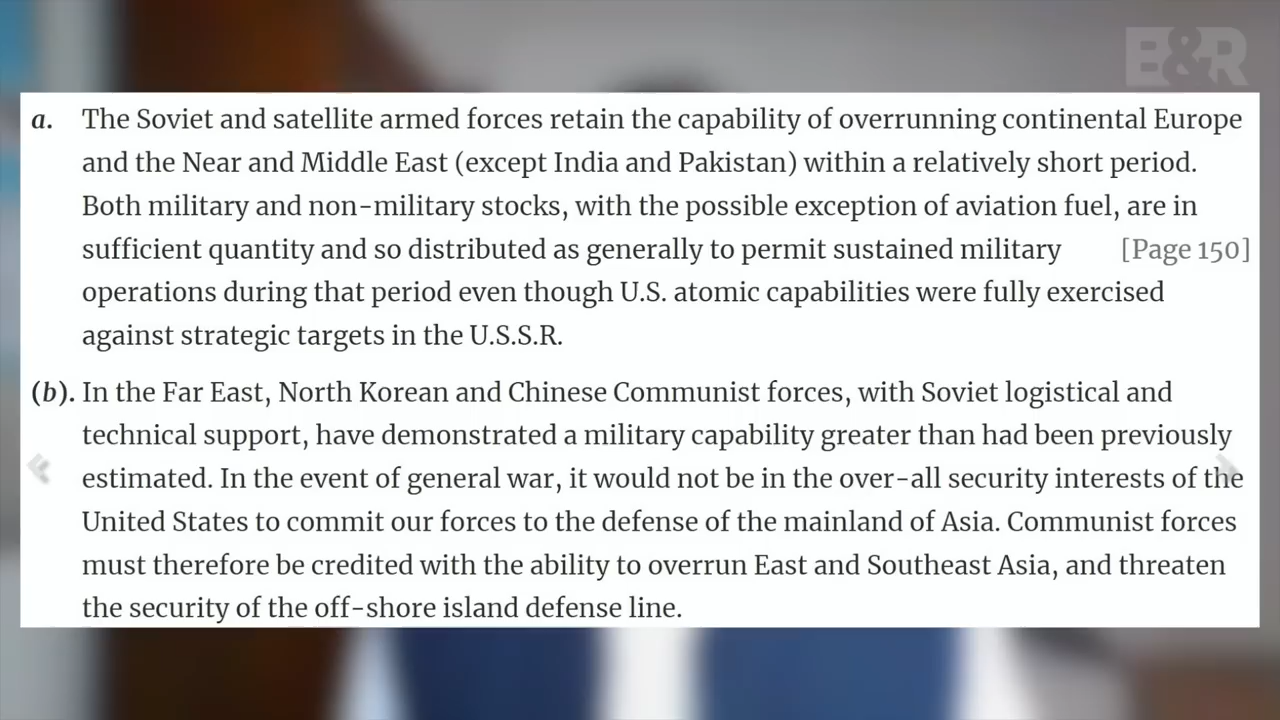 B&R
a. The Soviet and satellite armed forces retain the capability of overrunning continental Europe
and the Near and Middle East (except India and Pakistan) within a relatively short period.
Both military and non-military stocks, with the possible exception of aviation fuel, are in
sufficient quantity and so distributed as generally to permit sustained military [Page 150]
operations during that period even though U.S. atomic capabilities were fully exercised
against strategic targets in the U.S.S.R.
(b). In the Far East, North Korean and Chinese Communist forces, with Soviet logistical and
technical support, have demonstrated a military capability greater than had been previously
estimated. In the event of general war, it would not be in the over-all security interests of the
United States to commit our forces to the defense of the mainland of Asia. Communist forces
must therefore be credited with the ability to overrun East and Southeast Asia, and threaten
the security of the off-shore island defense line.